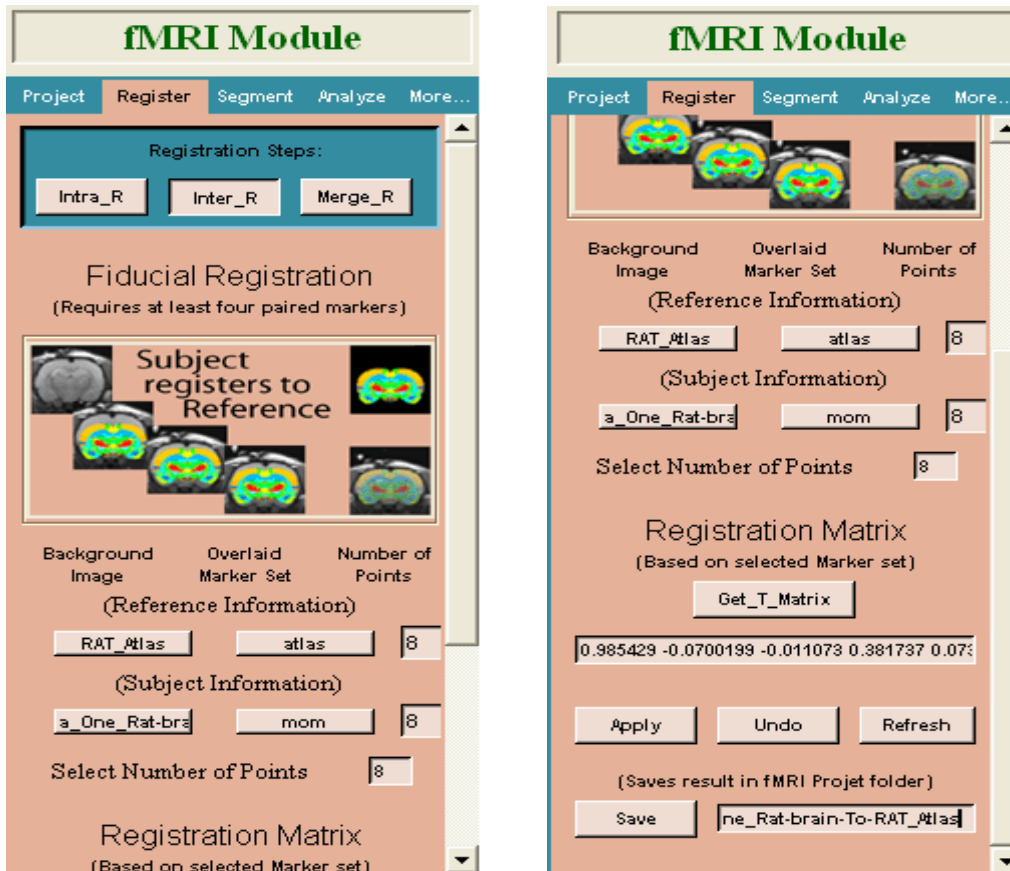 fMRI Module
Project Register Segment Analyze More...
Registration Steps:
Intra_R Inter_R Merge_R
Fiducial Registration
(Requires at least four paired markers)
Subject
registers to
Reference
Background Overlaid Number of
Image Marker Set Points
(Reference Information)
RAT_Atlas atlas 8
(Subject Information)
a_One_Rat-bra mom 8
Select Number of Points 8
Registration Matrix
(Based on selected Marker set)
fMRI Module
Project Register Segment Analyze More...
Background Overlaid Number of
Image Marker Set Points
(Reference Information)
RAT_Atlas atlas 8
(Subject Information)
a_One_Rat-bra mom 8
Select Number of Points 8
Registration Matrix
(Based on selected Marker set)
Get_T_Matrix
0.985429 -0.0700199 -0.011073 0.381737 0.073
Apply Undo Refresh
(Saves result in fMRI Projet folder)
Save ne_Rat-brain-To-RAT_Atlas